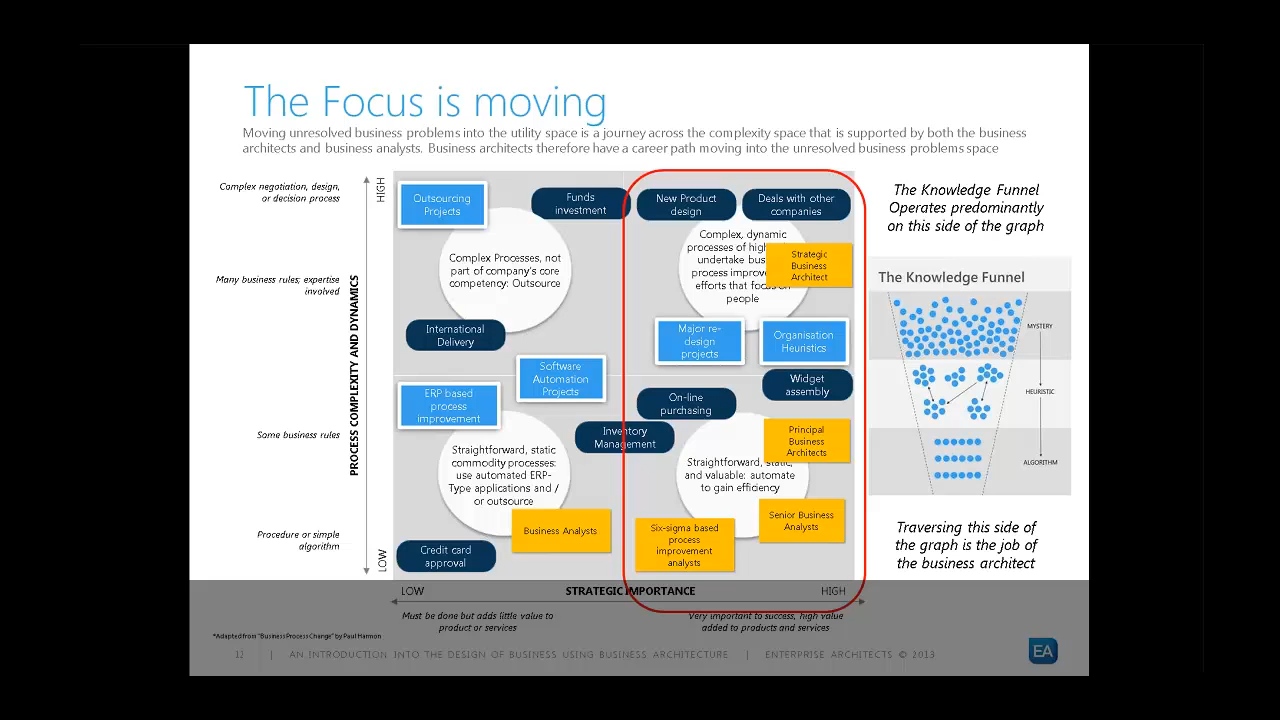 The Focus is moving
Moving unresolved business problems into the utility space is a journey across the complexity space that is supported by both the business
architects and business analysts. Business architects therefore have a career path moving into the unresolved business problems space
Complex negotiation, design,
or decision process
Many business rules; expertise
involved
Some business rules
Procedure or simple
algorithm
HIGH
PROCESS COMPLEXITY AND DYNAMICS
LOW
Outsourcing
Projects
Funds
investment
Complex Processes, not
part of company's core
competency: Outsource
International
Delivery
Software
Automation
Projects
New Product
design
Deals with other
companies
Complex, dynamic
processes of high
undertake bus
process improve
efforts that focus on
people
Strategic
Business
Architect
Major re-
design
projects
Organisation
Heuristics
Widget
assembly
ERP based
process
improvement
Straightforward, static
commodity processes:
use automated ERP-
Type applications and /
or outsource
Inventory
Management
Business Analysts
Credit card
approval
On-line
purchasing
Principal
Business
Architects
Straightforward, static,
and valuable: automate
to gain efficiency
Senior Business
Analysts
Six-sigma based
process
improvement
analysts
LOW
STRATEGIC IMPORTANCE
HIGH
Must be done but adds little value to
product or services
Very important to success, high value
added to products and services
The Knowledge Funnel
Operates predominantly
on this side of the graph
The Knowledge Funnel
MYSTERY
HEURISTIC
ALGORITHM
Traversing this side of
the graph is the job of
the business architect
*Adapted from "Business Process Change" by Paul Harmon
12 | AN INTRODUCTION INTO THE DESIGN OF BUSINESS USING BUSINESS ARCHITECTURE | ENTERPRISE ARCHITECTS © 2013
EA